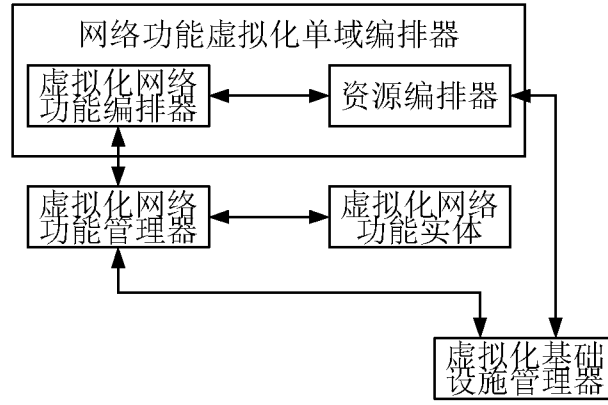 网络功能虚拟化单域编排器
虚拟化网络
功能编排器
资源编排器
虚拟化网络
功能管理器
虚拟化网络
功能实体
虚拟化基础
设施管理器